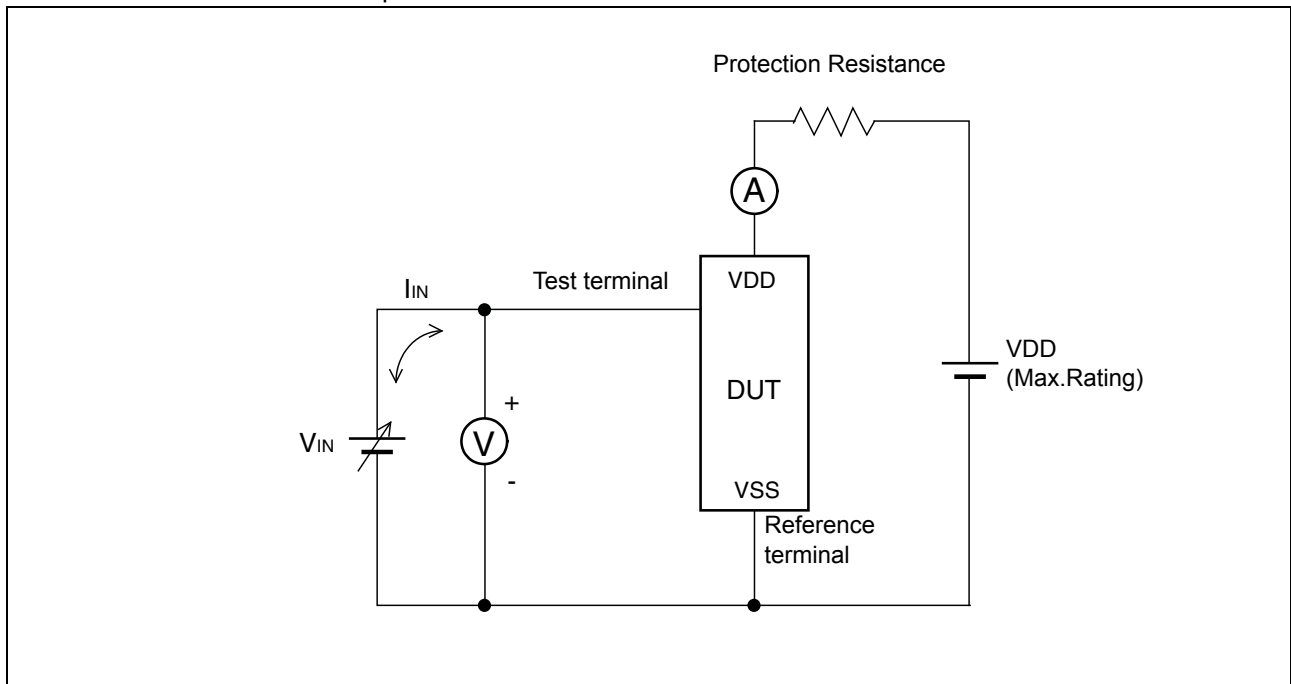 Protection Resistance
A
IIN
Test terminal
VDD
VDD
(Max.Rating)
DUT
+
VIN
V
-
VSS
Reference
terminal